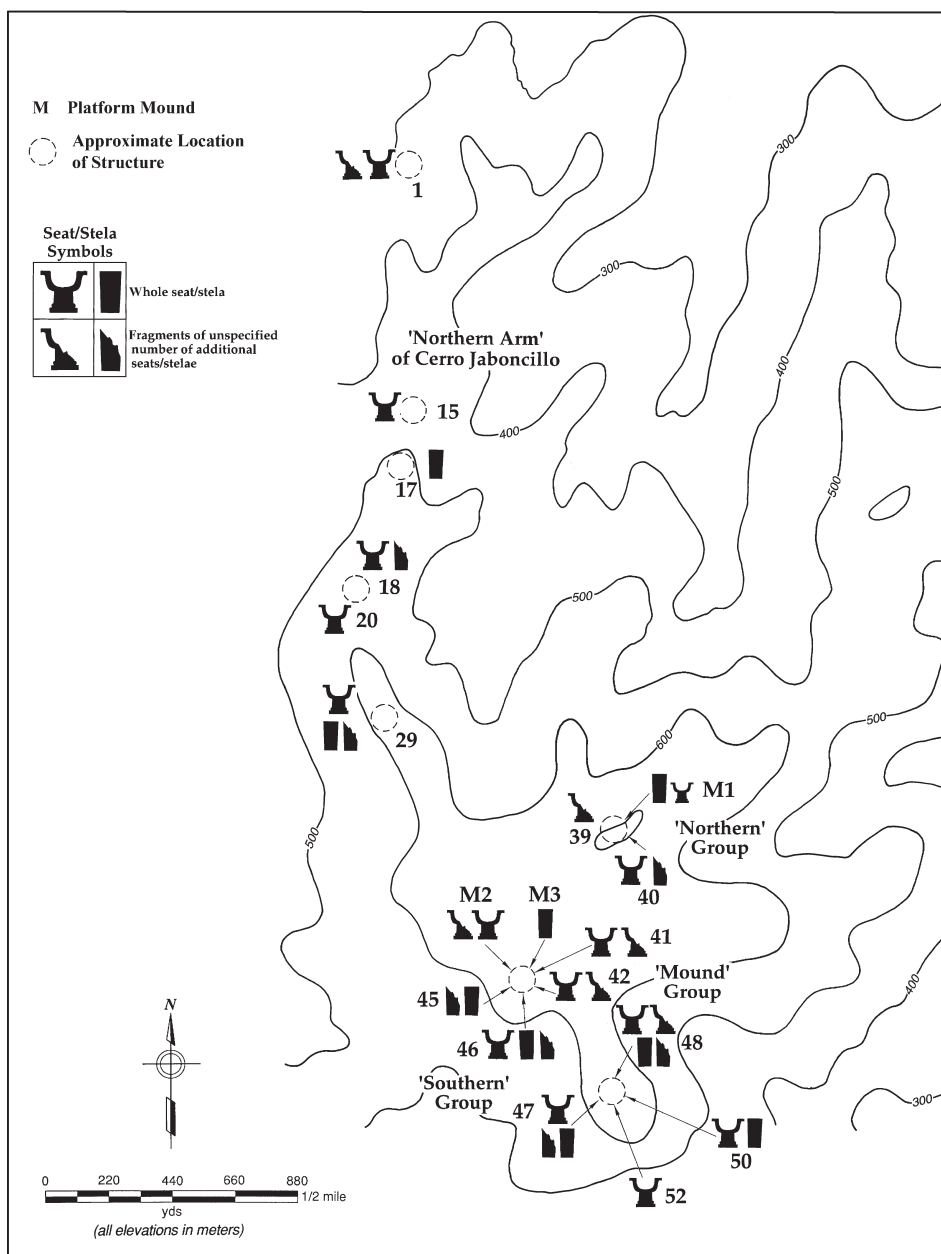 M Platform Mound
Approximate Location
of Structure
Seat/Stela
Symbols
Whole seat/stela
Fragments of unspecified
number of additional
seats/stelae
1
300
300
'Northern Arm'
of Cerro Jaboncillo
400
15
400
17
500
18
500
20
29
600
500
M1
39
'Northern'
Group
40
500
M2
M3
41
42
'Mound'
Group
45
400
N
46
48
'Southern'
Group
47
300
50
52
0 220 440 660 880
1/2 mile
yds
(all elevations in meters)